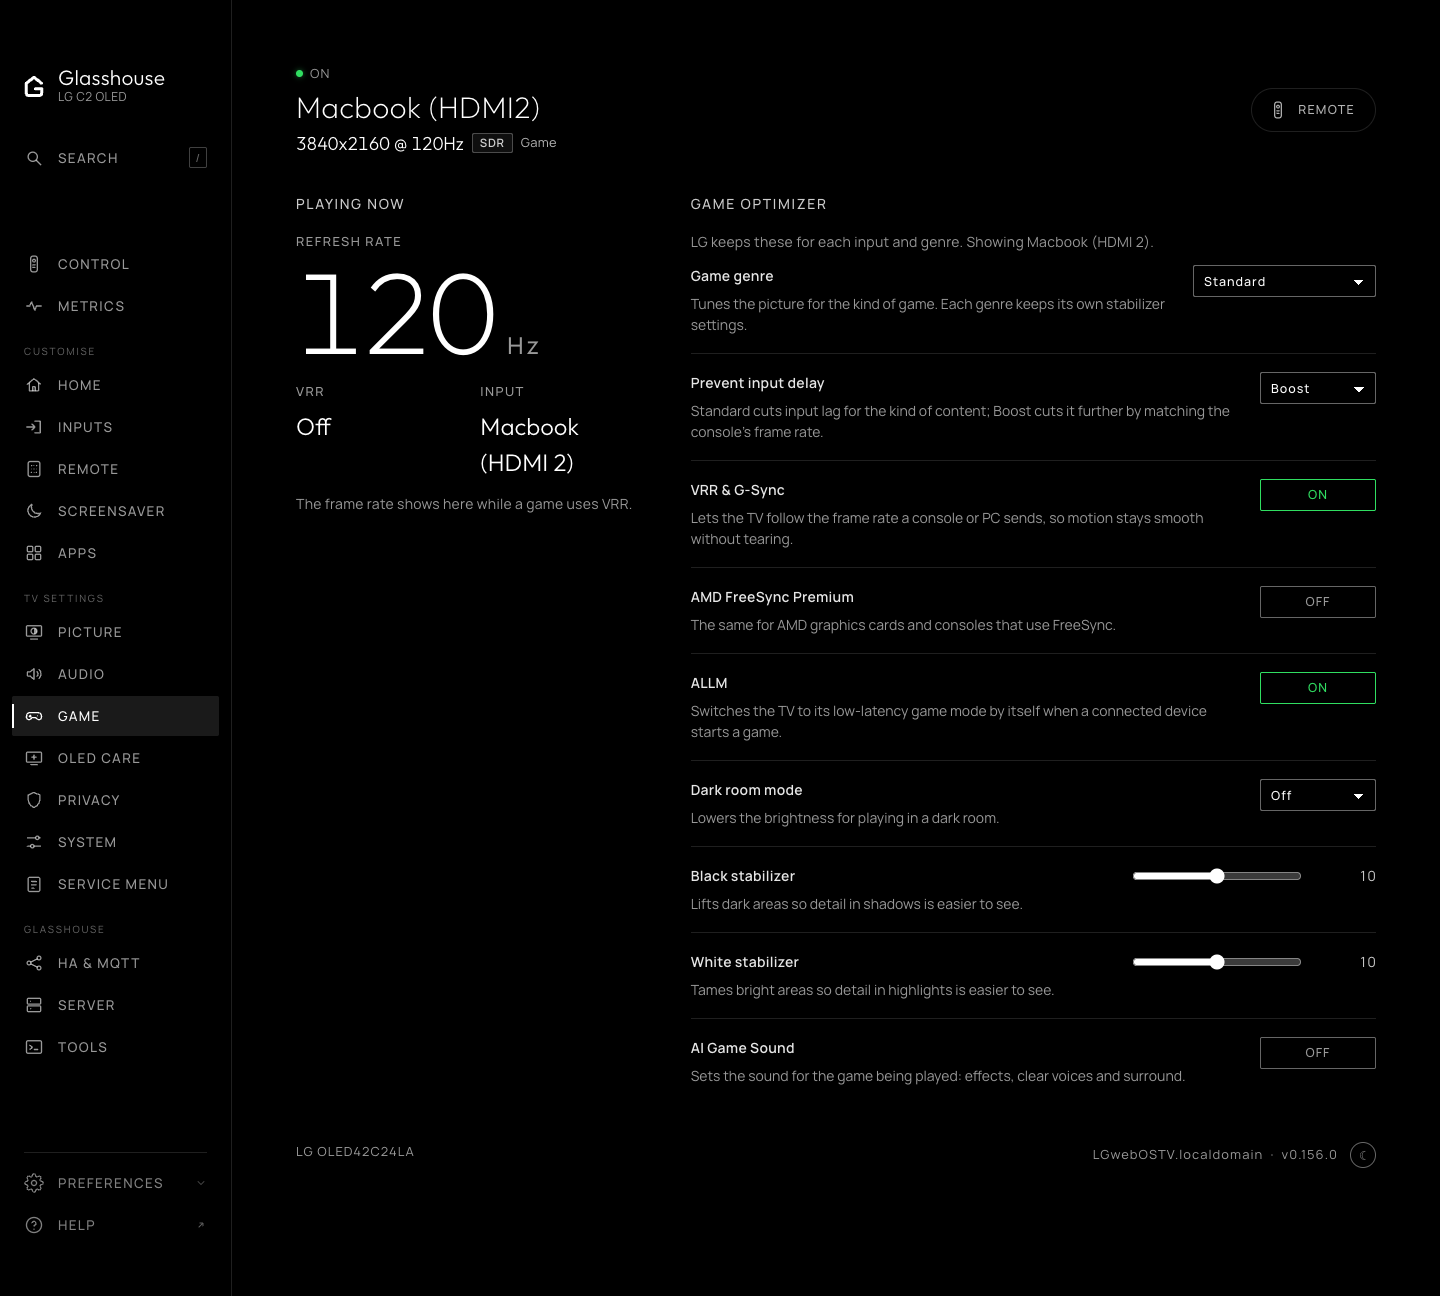 Glasshouse
LG C2 OLED
SEARCH /
CONTROL
METRICS
CUSTOMISE
HOME
INPUTS
REMOTE
SCREENSAVER
APPS
TV SETTINGS
PICTURE
AUDIO
GAME
OLED CARE
PRIVACY
SYSTEM
SERVICE MENU
GLASSHOUSE
HA & MQTT
SERVER
TOOLS
PREFERENCES
HELP
ON
Macbook (HDMI2)
3840x2160 @ 120Hz SDR Game
REMOTE
PLAYING NOW
REFRESH RATE
120 Hz
VRR
Off
INPUT
Macbook
(HDMI 2)
The frame rate shows here while a game uses VRR.
GAME OPTIMIZER
LG keeps these for each input and genre. Showing Macbook (HDMI 2).
Game genre
Standard
Tunes the picture for the kind of game. Each genre keeps its own stabilizer
settings.
Prevent input delay
Boost
Standard cuts input lag for the kind of content; Boost cuts it further by matching the
console's frame rate.
VRR & G-Sync
ON
Lets the TV follow the frame rate a console or PC sends, so motion stays smooth
without tearing.
AMD FreeSync Premium
OFF
The same for AMD graphics cards and consoles that use FreeSync.
ALLM
ON
Switches the TV to its low-latency game mode by itself when a connected device
starts a game.
Dark room mode
Off
Lowers the brightness for playing in a dark room.
Black stabilizer
10
Lifts dark areas so detail in shadows is easier to see.
White stabilizer
10
Tames bright areas so detail in highlights is easier to see.
AI Game Sound
OFF
Sets the sound for the game being played: effects, clear voices and surround.
LG OLED42C24LA
LGwebOSTV.localdomain · v0.156.0